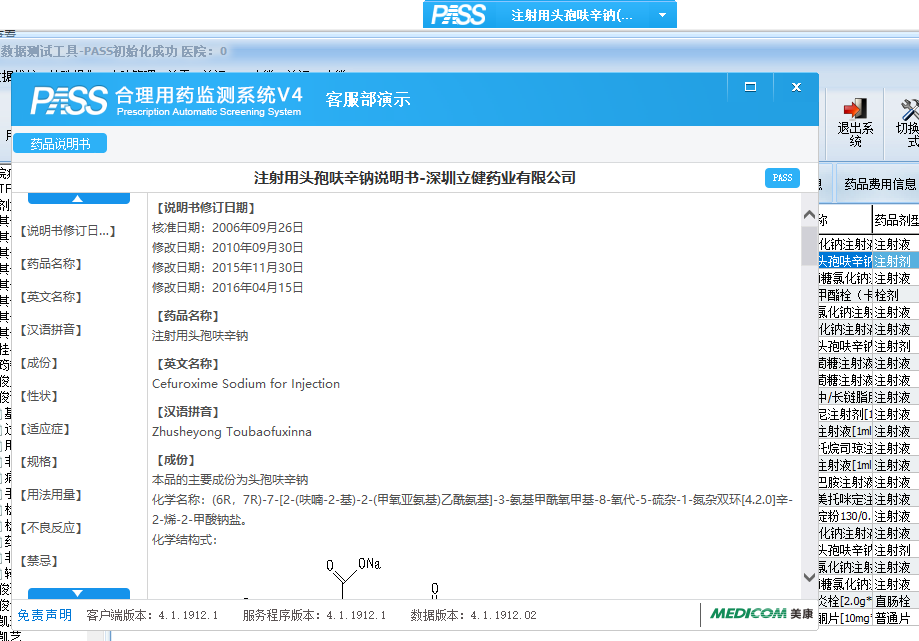 PASS 注射用头孢呋辛钠(...
数据测试工具-PASS初始化成功 医院：0
PASS 合理用药监测系统V4 客服部演示
Prescription Automatic Screening System
退出系统
切换
式
药品说明书
注射用头孢呋辛钠说明书-深圳立健药业有限公司
PASS
药品费用信息
【说明书修订日...】
【药品名称】
【英文名称】
【汉语拼音】
【成份】
【性状】
【适应症】
【规格】
【用法用量】
【不良反应】
【禁忌】
【说明书修订日期】
核准日期：2006年09月26日
修改日期：2010年09月30日
修改日期：2015年11月30日
修改日期：2016年04月15日
【药品名称】
注射用头孢呋辛钠
【英文名称】
Cefuroxime Sodium for Injection
【汉语拼音】
Zhusheyong Toubaofuxinna
【成份】
本品的主要成份为头孢呋辛钠
化学名称：(6R，7R)-7-[2-(呋喃-2-基)-2-(甲氧亚氨基)乙酰氨基]-3-氨基甲酰氧甲基-8-氧代-5-硫杂-1-氮杂双环[4.2.0]辛-
2-烯-2-甲酸钠盐。
化学结构式：
O ONa
O
称 药品剂型
化钠注射液 注射液
头孢呋辛钠 注射剂
糖氯化钠 注射液
甲酯栓（卡 栓剂
氯化钠注射 注射液
化钠注射液 注射液
头孢呋辛钠 注射剂
葡糖注射液 注射液
葡糖注射液 注射液
中/长链脂肪 注射液
尼注射剂[1 注射液
注射液[1ml 注射液
托烷司琼注 注射液
注射液[1ml 注射液
巴胺注射液 注射液
美托咪定注 注射液
淀粉130/0. 注射液
化钠注射液 注射液
头孢呋辛钠 注射剂
氯化钠注射 注射液
糖氯化钠 注射液
炎栓[2.0g* 直肠栓
酮片[10mg* 普通片
免责声明 客户端版本：4.1.1912.1 服务程序版本：4.1.1912.1 数据版本：4.1.1912.02
MEDICOM 美康